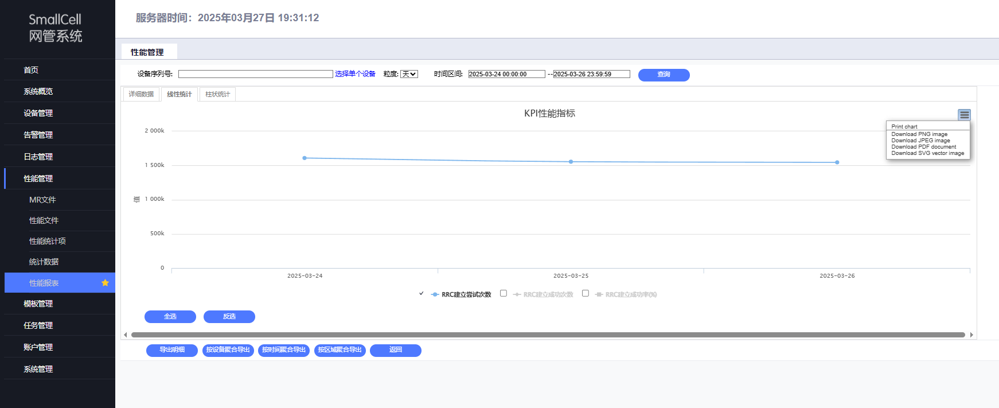 SmallCell
网管系统
服务器时间：2025年03月27日 19:31:12
首页
系统概览
设备管理
告警管理
日志管理
性能管理
MR文件
性能文件
性能统计项
统计数据
性能报表
模板管理
任务管理
账户管理
系统管理
性能管理
设备序列号: 选择单个设备 粒度: 天 时间区间: 2025-03-24 00:00:00 --2025-03-26 23:59:59 查询
详细数据 线性统计 柱状统计
KPI性能指标
Print chart
Download PNG image
Download JPEG image
Download PDF document
Download SVG vector image
值
2 000k
1 500k
1 000k
500k
0
2025-03-24 2025-03-25 2025-03-26
RRC建立尝试次数 RRC建立成功次数 RRC建立成功率(%)
全选 反选
导出明细 按设备聚合导出 按时间聚合导出 按区域聚合导出 返回